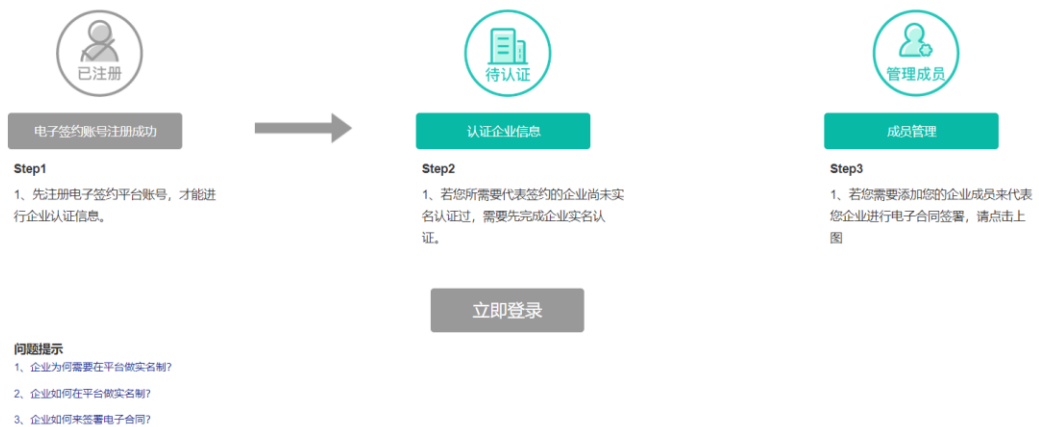 已注册
待认证
管理成员
电子签约账号注册成功
认证企业信息
成员管理
Step1
1、先注册电子签约平台账号，才能进
行企业认证信息。
Step2
1、若您所需要代表签约的企业尚未实
名认证过，需要先完成企业实名认
证。
Step3
1、若您需要添加您的企业成员来代表
您企业进行电子合同签署，请点击上
图
立即登录
问题提示
1、企业为何需要在平台做实名制?
2、企业如何在平台做实名制?
3、企业如何来签署电子合同?